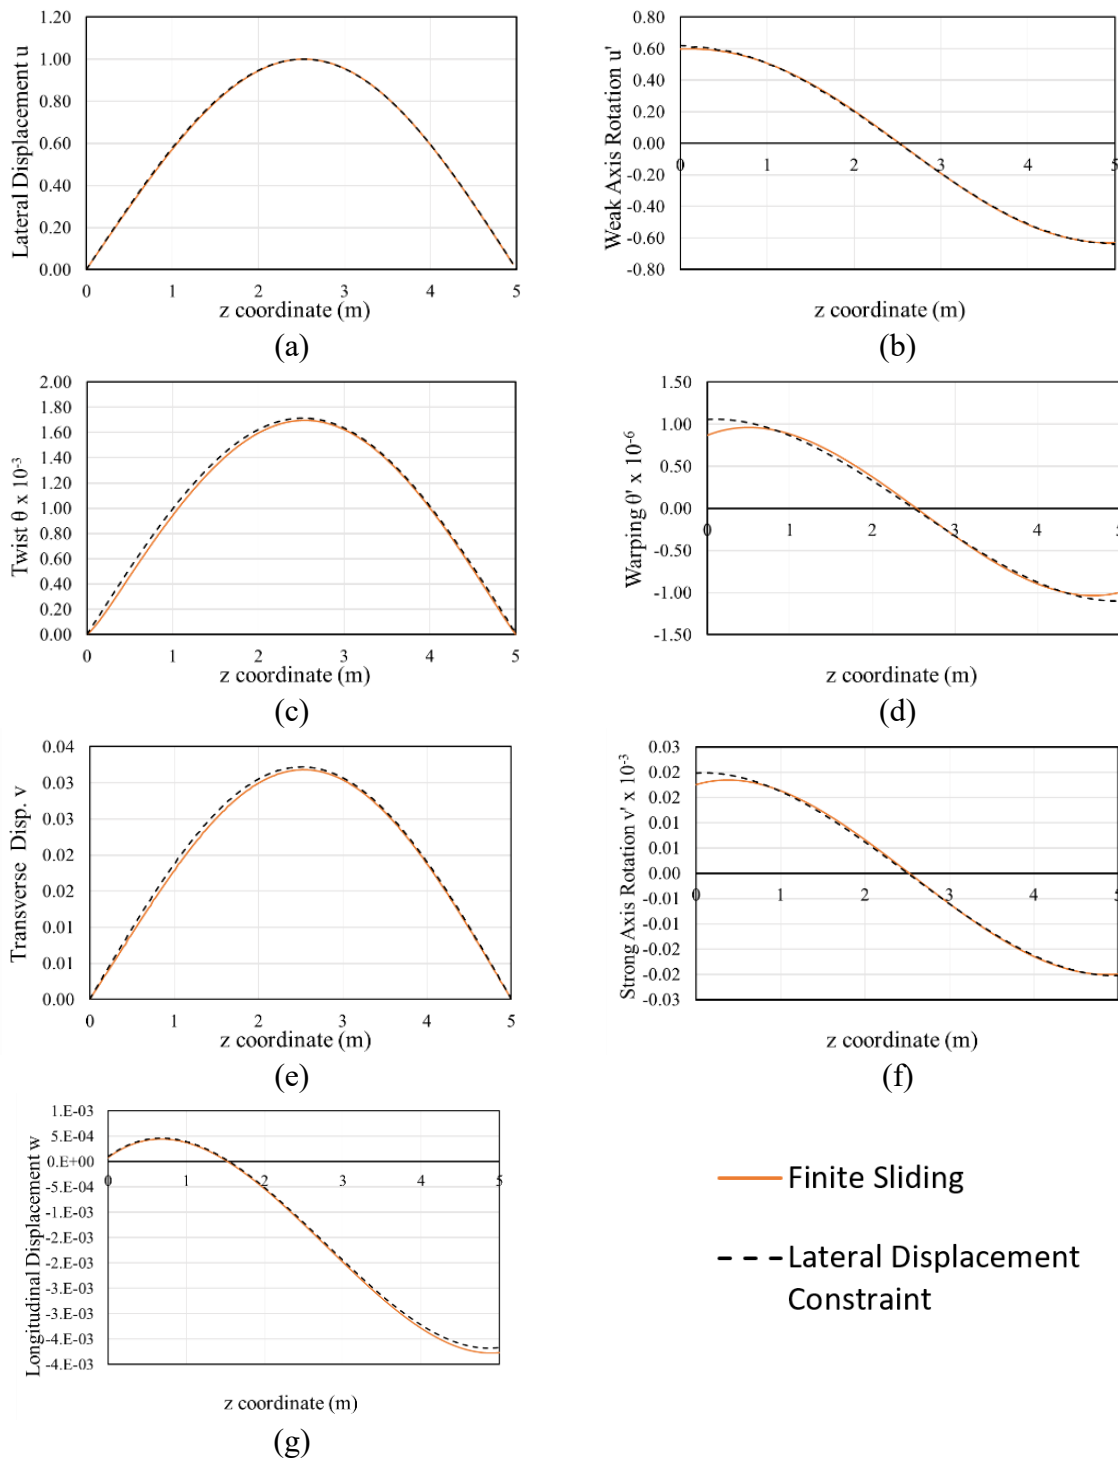 Lateral Displacement u
1.20
1.00
0.80
0.60
0.40
0.20
0.00
0 1 2 3 4 5
z coordinate (m)
(a)
Weak Axis Rotation u'
0.80
0.60
0.40
0.20
0.00
-0.20
-0.40
-0.60
-0.80
0 1 2 3 4 5
z coordinate (m)
(b)
Twist θ x 10⁻³
2.00
1.80
1.60
1.40
1.20
1.00
0.80
0.60
0.40
0.20
0.00
0 1 2 3 4 5
z coordinate (m)
(c)
Warping θ' x 10⁻⁶
1.50
1.00
0.50
0.00
-0.50
-1.00
-1.50
0 1 2 3 4
z coordinate (m)
(d)
Transverse Disp. v
0.04
0.03
0.03
0.02
0.02
0.01
0.01
0.00
0 1 2 3 4 5
z coordinate (m)
(e)
Strong Axis Rotation v' x 10⁻³
0.03
0.02
0.02
0.01
0.01
0.00
-0.01
-0.01
-0.02
-0.02
-0.03
0 1 2 3 4 5
z coordinate (m)
(f)
Longitudinal Displacement w
1.E-03
5.E-04
0.E+00
-5.E-04
-1.E-03
-2.E-03
-2.E-03
-3.E-03
-3.E-03
-4.E-03
-4.E-03
0 1 2 3 4 5
z coordinate (m)
(g)
Finite Sliding
Lateral Displacement
Constraint